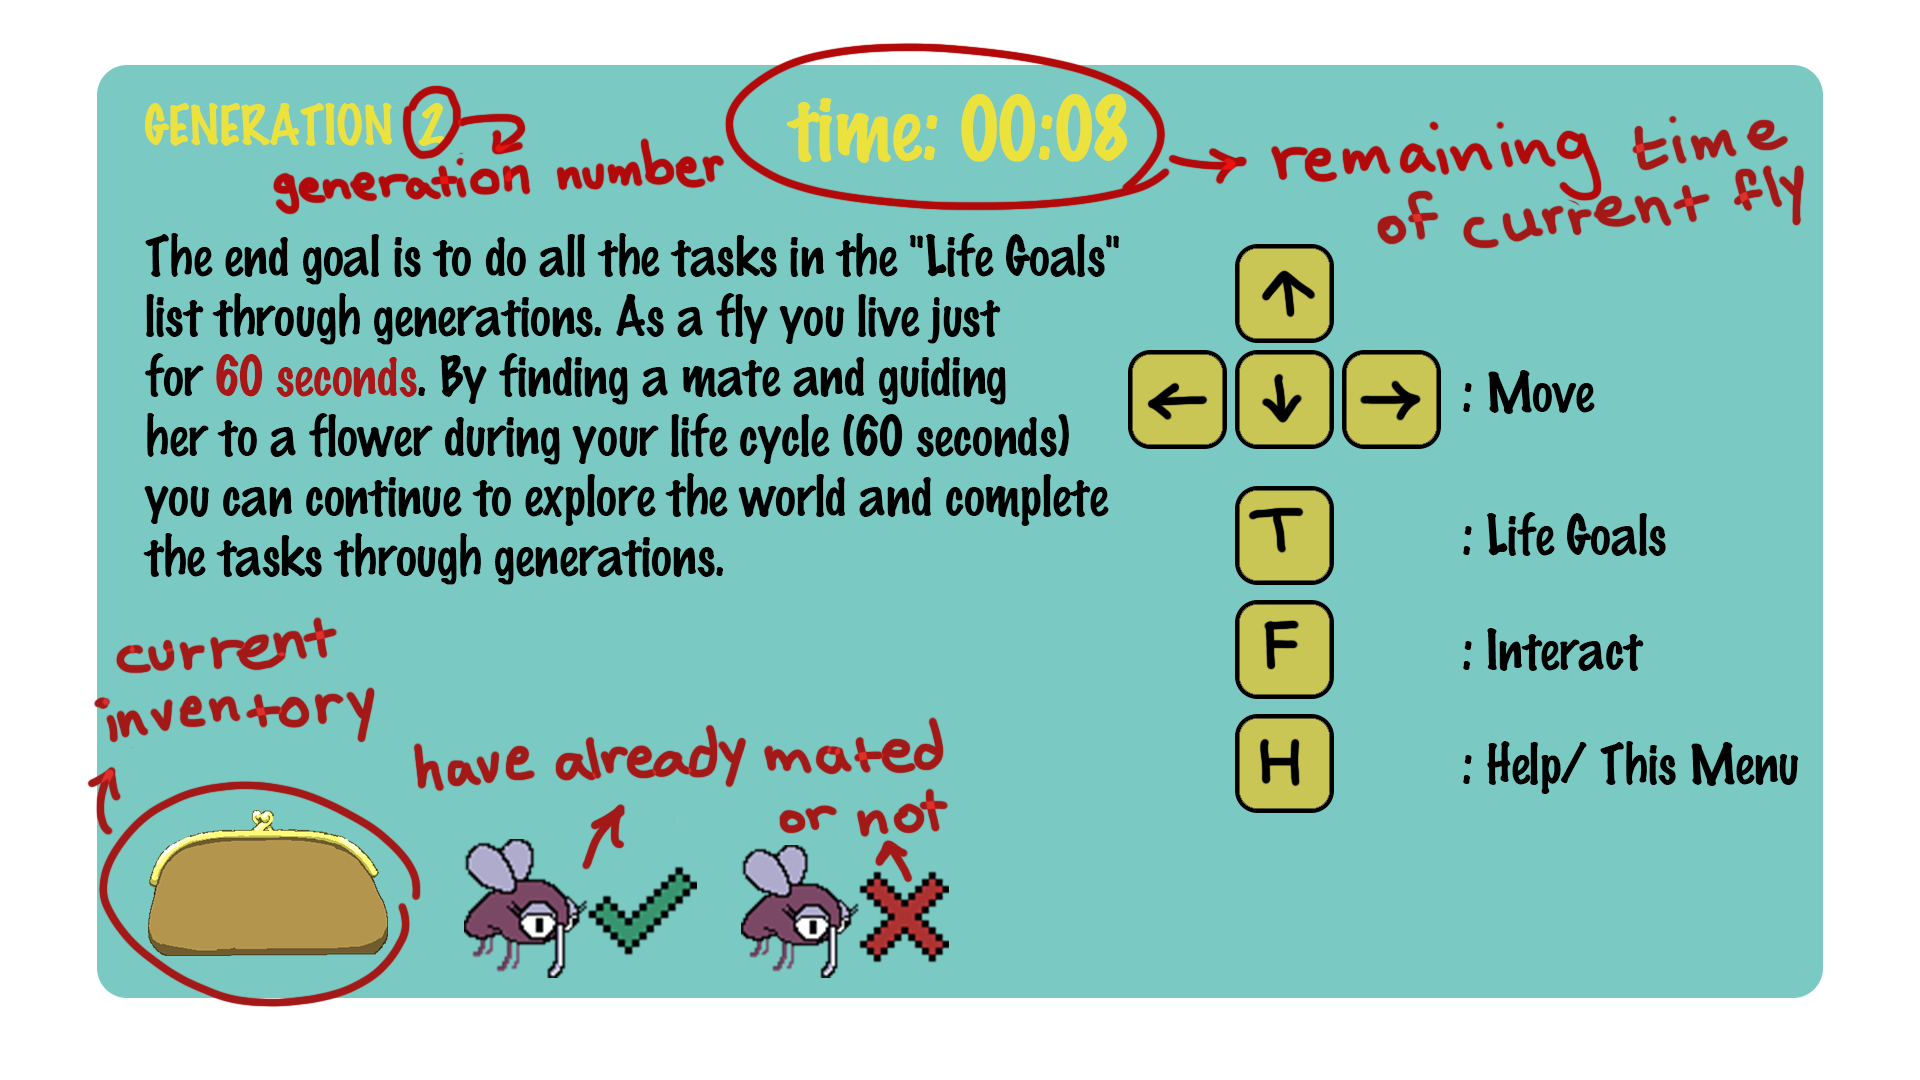 GENERATION 2
time: 00:08
generation number
remaining time
of current fly
The end goal is to do all the tasks in the "Life Goals"
list through generations. As a fly you live just
for 60 seconds. By finding a mate and guiding
her to a flower during your life cycle (60 seconds)
you can continue to explore the world and complete
the tasks through generations.
: Move
T : Life Goals
F : Interact
H : Help/ This Menu
current
inventory
have already mated
or not